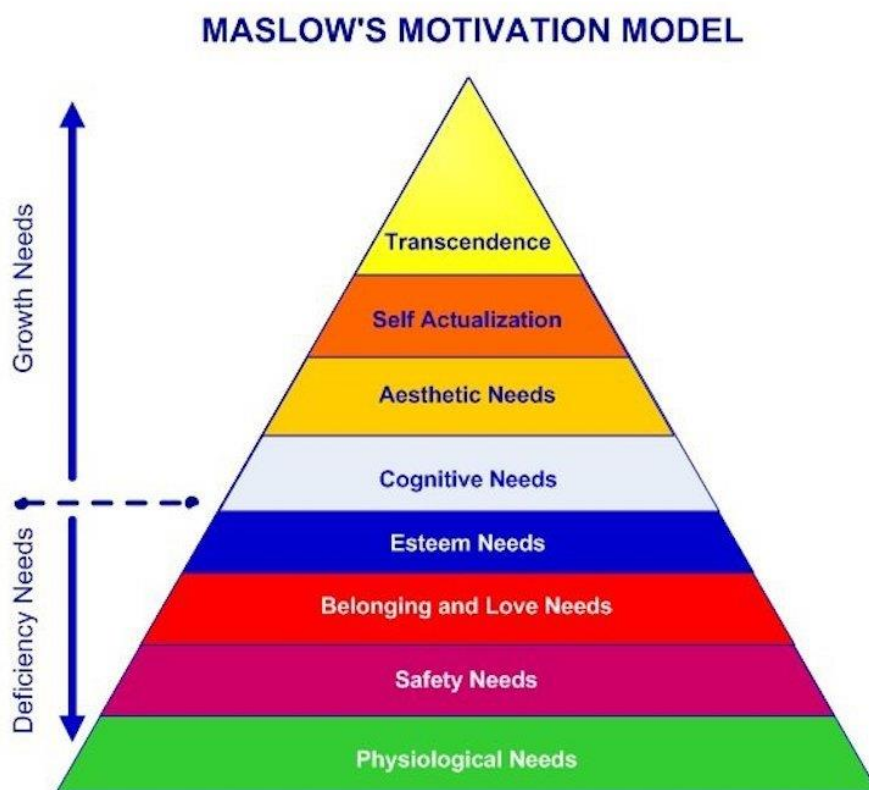 MASLOW'S MOTIVATION MODEL
Growth Needs
Transcendence
Self Actualization
Aesthetic Needs
Cognitive Needs
Deficiency Needs
Esteem Needs
Belonging and Love Needs
Safety Needs
Physiological Needs